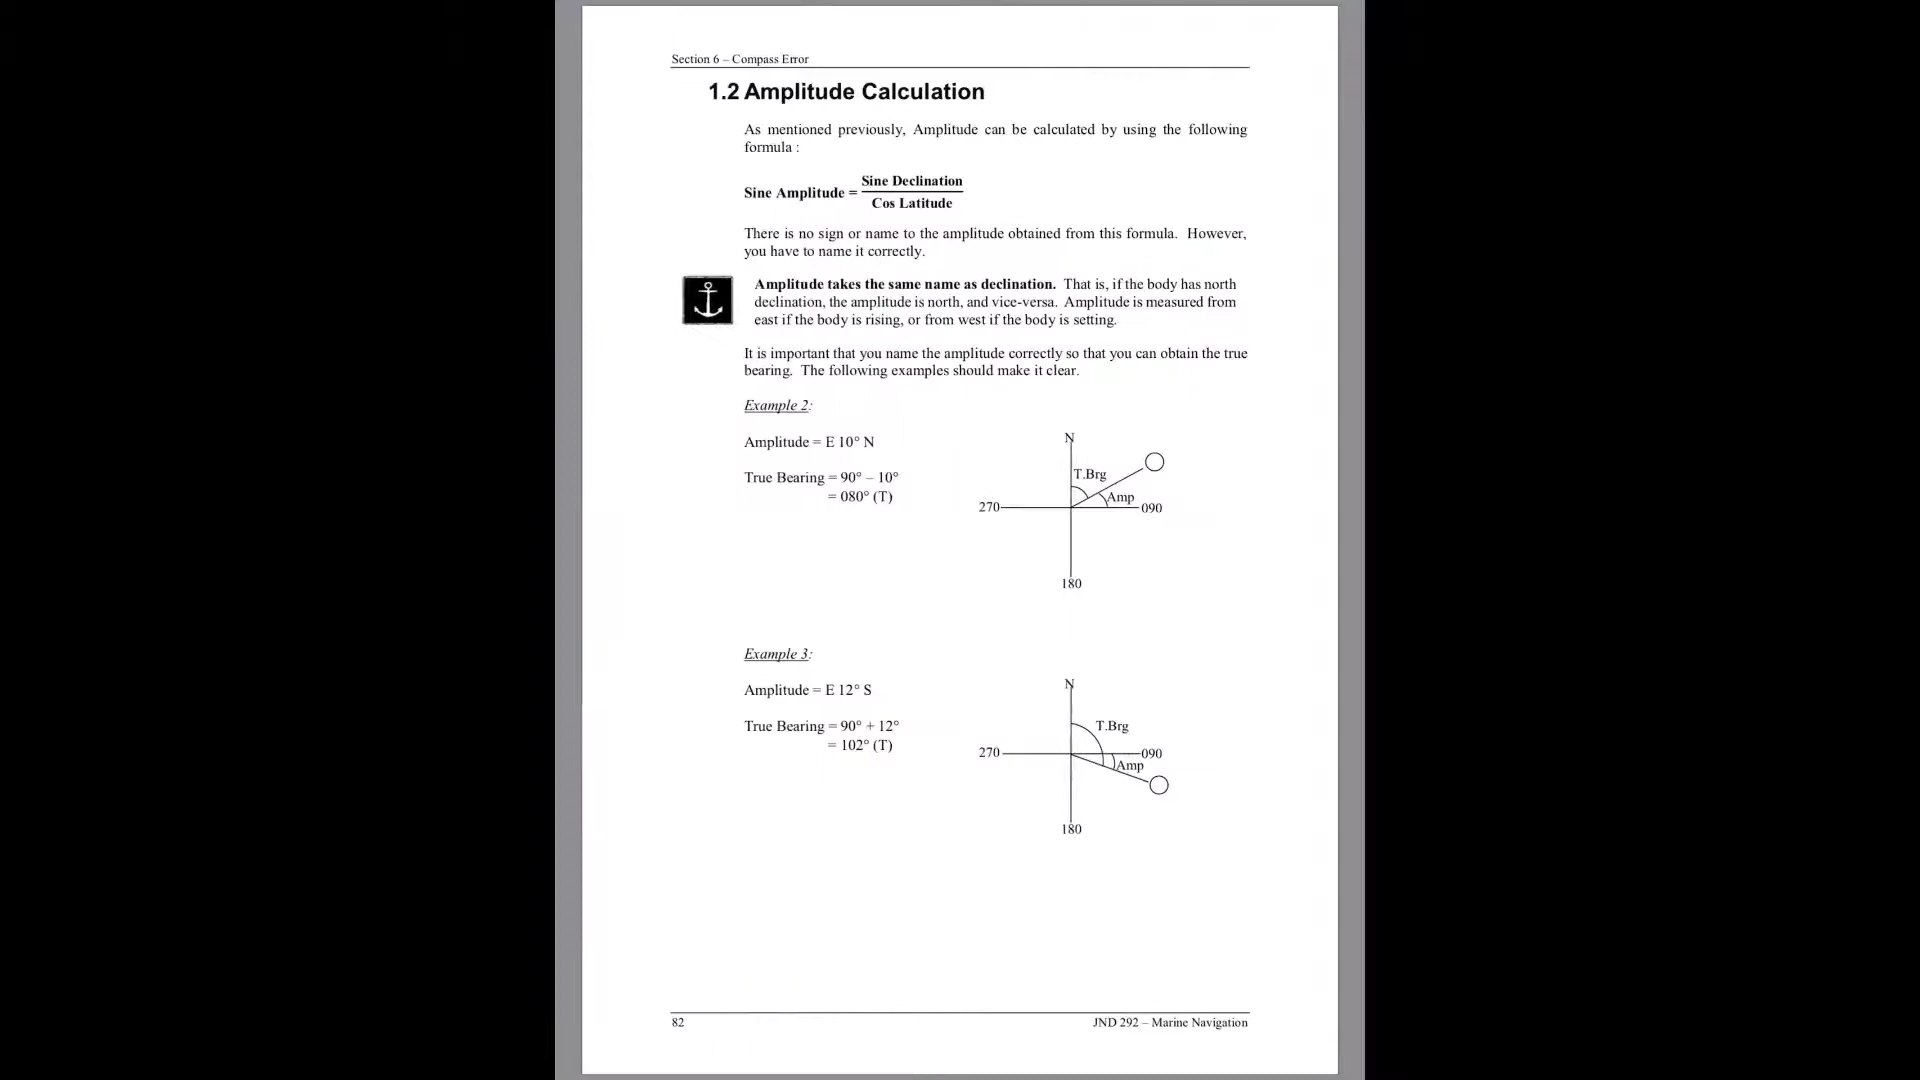 Section 6 – Compass Error
1.2 Amplitude Calculation
As mentioned previously, Amplitude can be calculated by using the following
formula :
Sine Declination
Sine Amplitude =
Cos Latitude
There is no sign or name to the amplitude obtained from this formula. However,
you have to name it correctly.
Amplitude takes the same name as declination. That is, if the body has north
declination, the amplitude is north, and vice-versa. Amplitude is measured from
east if the body is rising, or from west if the body is setting.
It is important that you name the amplitude correctly so that you can obtain the true
bearing. The following examples should make it clear.
Example 2:
Amplitude = E 10° N
True Bearing = 90° – 10°
= 080° (T)
N
T.Brg
Amp
270
090
180
Example 3:
Amplitude = E 12° S
True Bearing = 90° + 12°
= 102° (T)
N
T.Brg
270
090
Amp
180
82
JND 292 – Marine Navigation